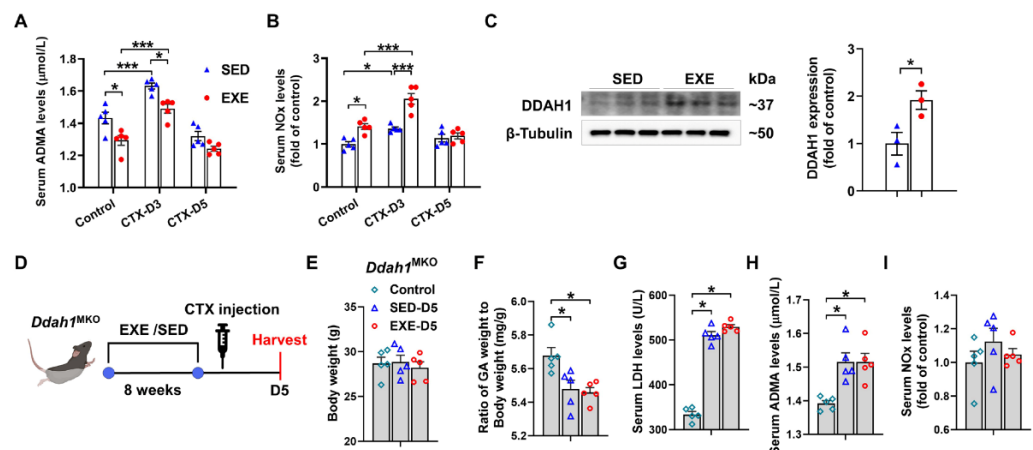 A
Serum ADMA levels (μmol/L)
1.8
1.6
1.4
1.2
1.0
***
***
*
*
SED
EXE
Control
CTX-D3
CTX-D5
B
Serum NOx levels
(fold of control)
3
2
1
0
***
*
***
*
Control
CTX-D3
CTX-D5
C
SED
EXE
kDa
DDAH1
~37
β-Tubulin
~50
DDAH1 expression
(fold of control)
3
2
1
0
*
D
Ddah1MKO
CTX injection
EXE /SED
Harvest
8 weeks
D5
E
Ddah1MKO
Control
SED-D5
EXE-D5
Body weight (g)
35
30
25
20
F
Ratio of GA weight to
Body weight (mg/g)
6.0
5.8
5.6
5.4
5.2
*
*
G
Serum LDH levels (U/L)
600
500
400
300
*
*
H
Serum ADMA levels (μmol/L)
1.7
1.6
1.5
1.4
1.3
*
*
I
Serum NOx levels
(fold of control)
1.4
1.2
1.0
0.8
0.6